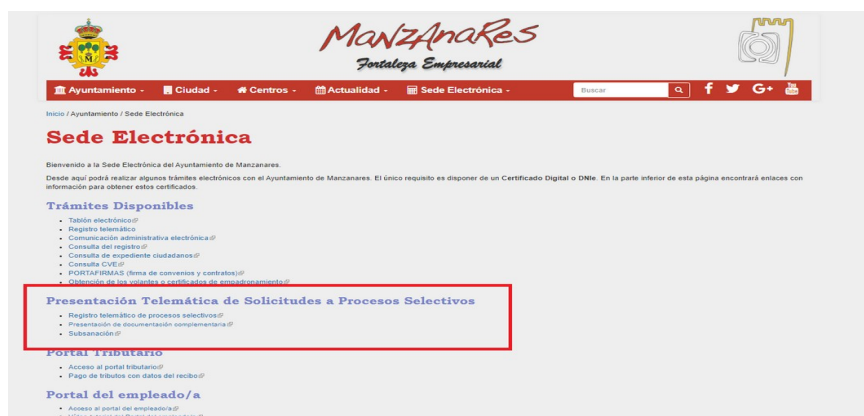 ManzAnaRes
Fortaleza Empresarial
M
Ayuntamiento - Ciudad - Centros - Actualidad - Sede Electrónica - Buscar f G+ You Tube
Inicio / Ayuntamiento / Sede Electrónica
Sede Electrónica
Bienvenido a la Sede Electrónica del Ayuntamiento de Manzanares.
Desde aquí podrá realizar algunos trámites electrónicos con el Ayuntamiento de Manzanares. El único requisito es disponer de un Certificado Digital o DNIe. En la parte inferior de esta página encontrará enlaces con
información para obtener estos certificados.
Trámites Disponibles
Tablón electrónico
Registro telemático
Comunicación administrativa electrónica
Consulta del registro
Consulta de expediente ciudadanos
Consulta CVE
PORTAFIRMAS (firma de convenios y contratos)
Obtención de los volantes o certificados de empadronamiento
Presentación Telemática de Solicitudes a Procesos Selectivos
Registro telemático de procesos selectivos
Presentación de documentación complementaria
Subsanación
Portal Tributario
Acceso al portal tributario
Pago de tributos con datos del recibo
Portal del empleado/a
Acceso al portal del empleado/a